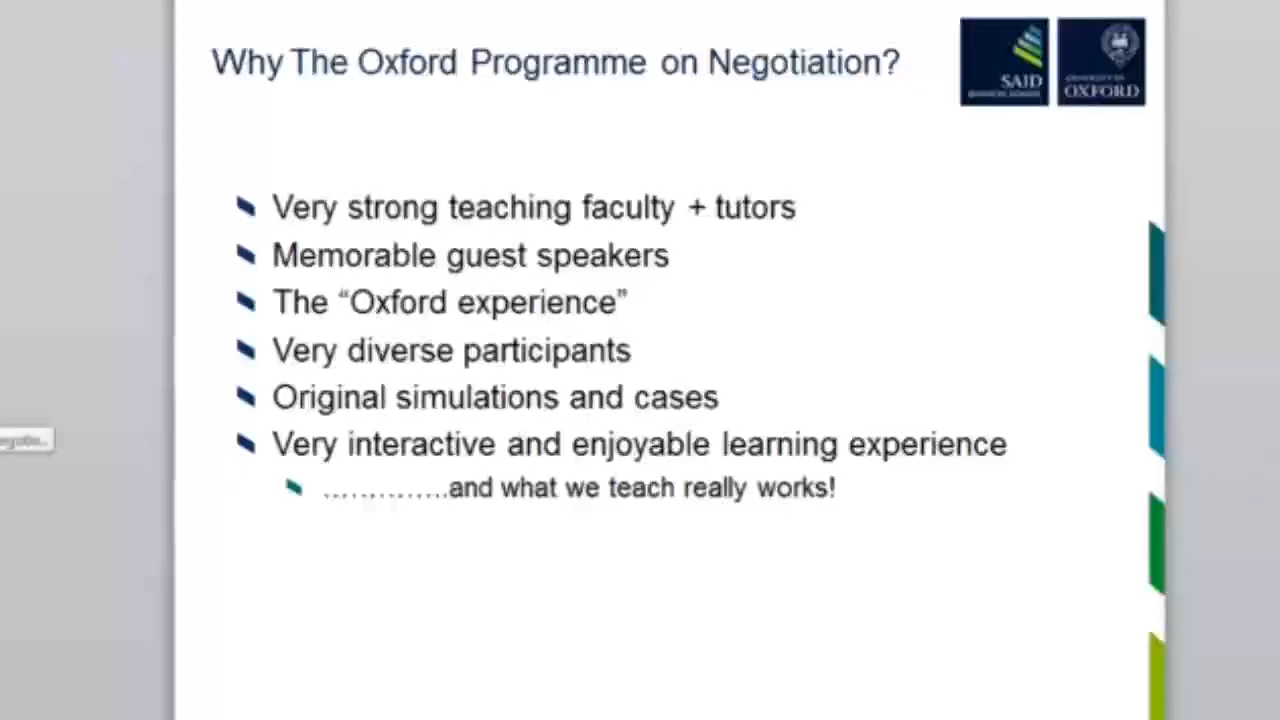 Why The Oxford Programme on Negotiation?
SAID
UNIVERSITY OF
OXFORD
Very strong teaching faculty + tutors
Memorable guest speakers
The “Oxford experience”
Very diverse participants
Original simulations and cases
Very interactive and enjoyable learning experience
……………and what we teach really works!